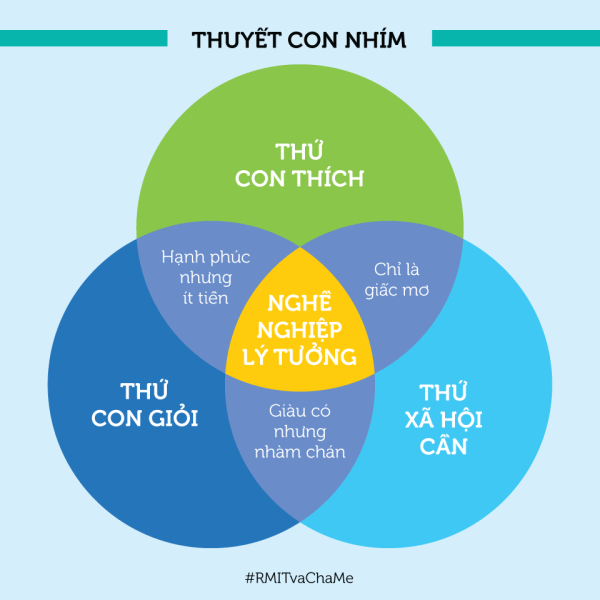 THUYẾT CON NHÍM
THỨ
CON THÍCH
Hạnh phúc
nhưng
ít tiền
Chỉ là
giấc mơ
NGHỀ
NGHIỆP
LÝ TƯỞNG
THỨ
CON GIỎI
THỨ
XÃ HỘI
CẦN
Giàu có
nhưng
nhàm chán
#RMITvaChaMe